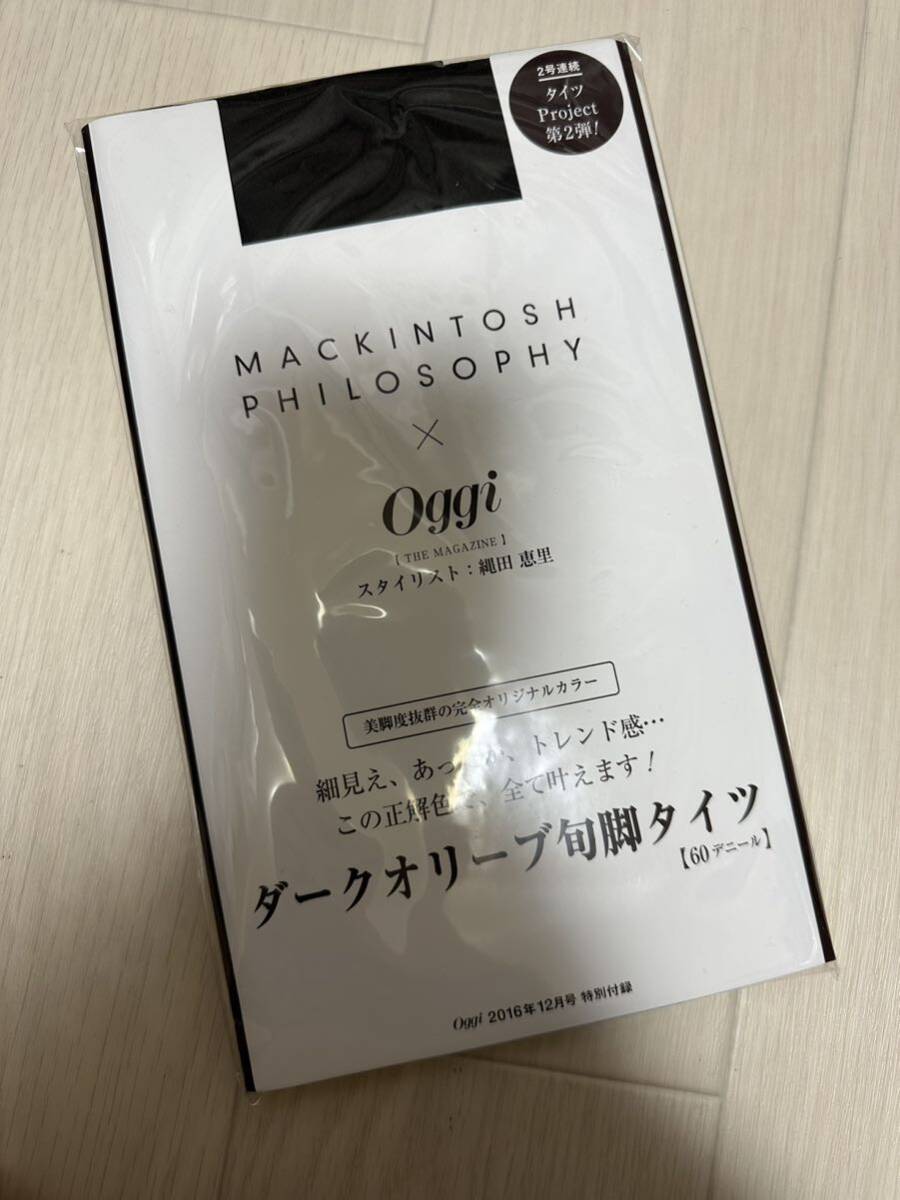 2号連続
タイツ
Project
第2弾!
MACKINTOSH
PHILOSOPHY
×
Oggi
[ THE MAGAZINE ]
スタイリスト：縄田 恵里
美脚度抜群の完全オリジナルカラー
細見え、あっ、トレンド感…
この正解色、全て叶えます！
ダークオリーブ旬脚タイツ
【60デニール】
Oggi 2016年12月号 特別付録